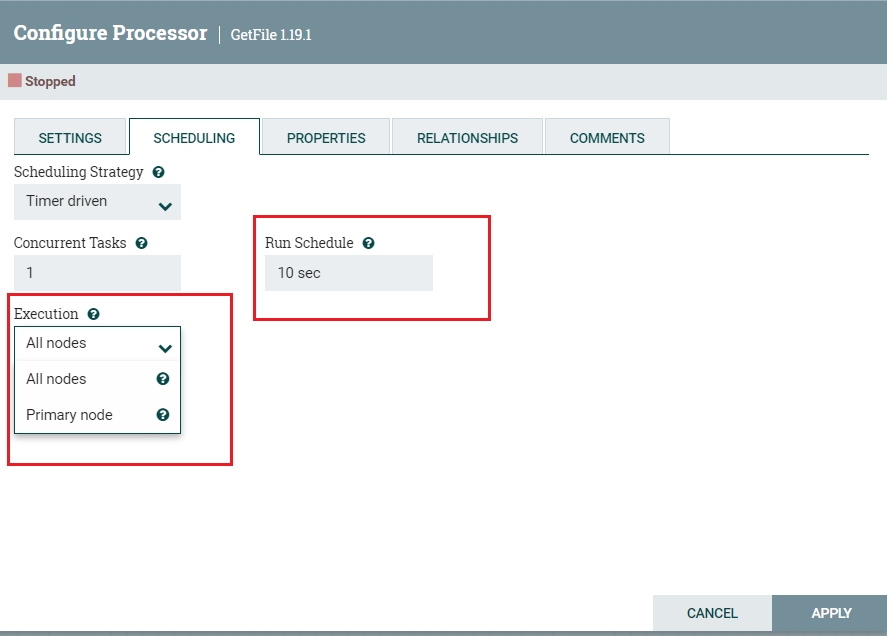 Configure Processor | GetFile 1.19.1
Stopped
SETTINGS SCHEDULING PROPERTIES RELATIONSHIPS COMMENTS
Scheduling Strategy ?
Timer driven
Concurrent Tasks ? Run Schedule ?
1 10 sec
Execution ?
All nodes
All nodes ?
Primary node ?
CANCEL APPLY